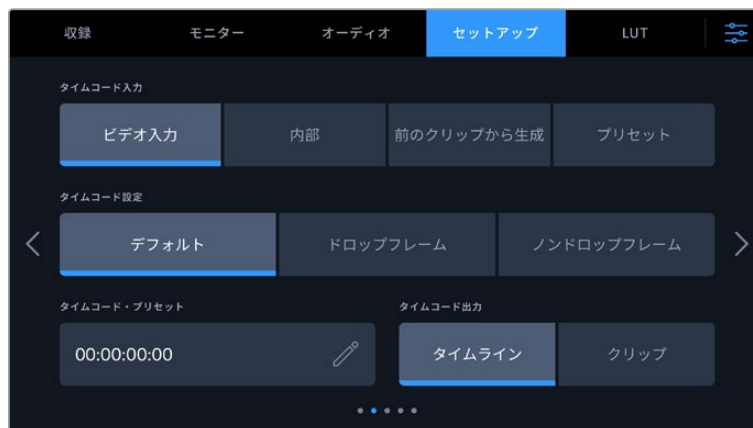 収録 モニター オーディオ セットアップ LUT
タイムコード入力
ビデオ入力 内部 前のクリップから生成 プリセット
タイムコード設定
デフォルト ドロップフレーム ノンドロップフレーム
タイムコード・プリセット タイムコード出力
00:00:00:00 タイムライン クリップ